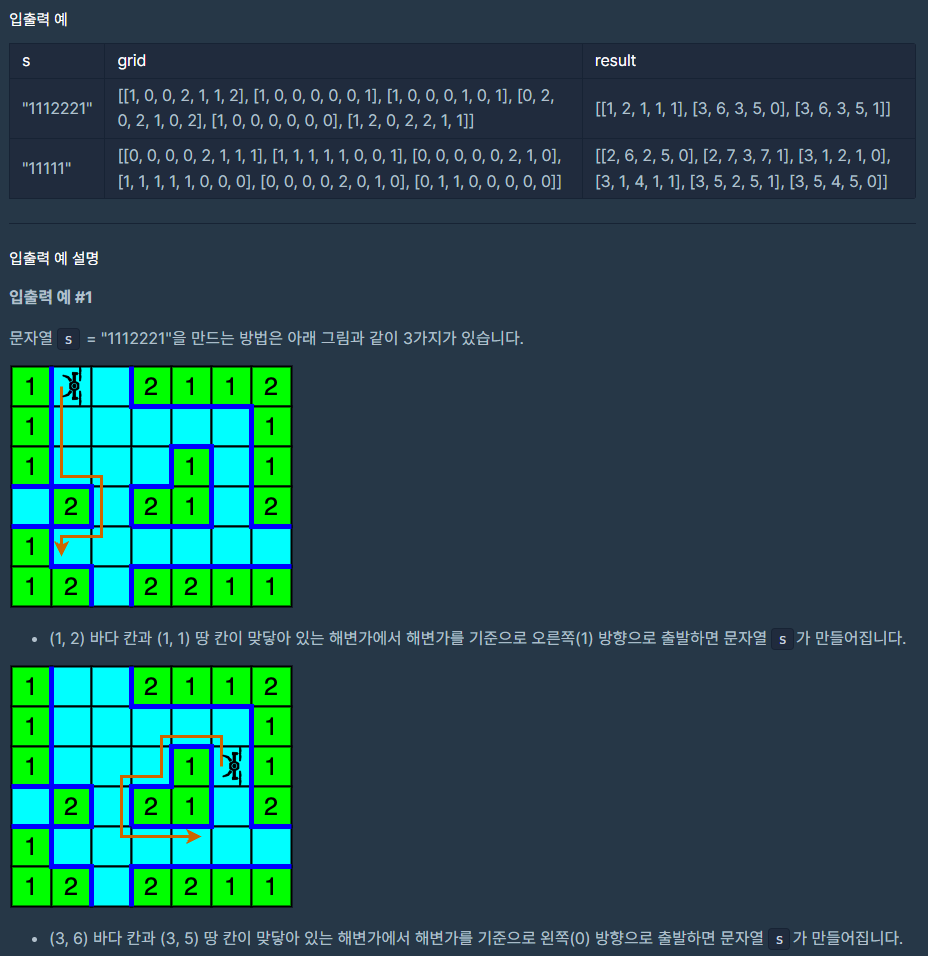 입출력 예
s grid result
"1112221" [[1, 0, 0, 2, 1, 1, 2], [1, 0, 0, 0, 0, 0, 1], [1, 0, 0, 0, 1, 0, 1], [0, 2,
0, 2, 1, 0, 2], [1, 0, 0, 0, 0, 0, 0], [1, 2, 0, 2, 2, 1, 1]] [[1, 2, 1, 1, 1], [3, 6, 3, 5, 0], [3, 6, 3, 5, 1]]
"11111" [[0, 0, 0, 0, 2, 1, 1, 1], [1, 1, 1, 1, 1, 0, 0, 1], [0, 0, 0, 0, 0, 2, 1, 0],
[1, 1, 1, 1, 1, 0, 0, 0], [0, 0, 0, 0, 2, 0, 1, 0], [0, 1, 1, 0, 0, 0, 0, 0]] [[2, 6, 2, 5, 0], [2, 7, 3, 7, 1], [3, 1, 2, 1, 0],
[3, 1, 4, 1, 1], [3, 5, 2, 5, 1], [3, 5, 4, 5, 0]]
입출력 예 설명
입출력 예 #1
문자열 s = "1112221"을 만드는 방법은 아래 그림과 같이 3가지가 있습니다.
1 2 1 1 2
1 1
1 1 1
2 2 1 2
1
1 2 2 2 1 1
• (1, 2) 바다 칸과 (1, 1) 땅 칸이 맞닿아 있는 해변가에서 해변가를 기준으로 오른쪽(1) 방향으로 출발하면 문자열 s 가 만들어집니다.
1 2 1 1 2
1 1
1 1 1
2 2 1 2
1
1 2 2 2 1 1
• (3, 6) 바다 칸과 (3, 5) 땅 칸이 맞닿아 있는 해변가에서 해변가를 기준으로 왼쪽(0) 방향으로 출발하면 문자열 s 가 만들어집니다.